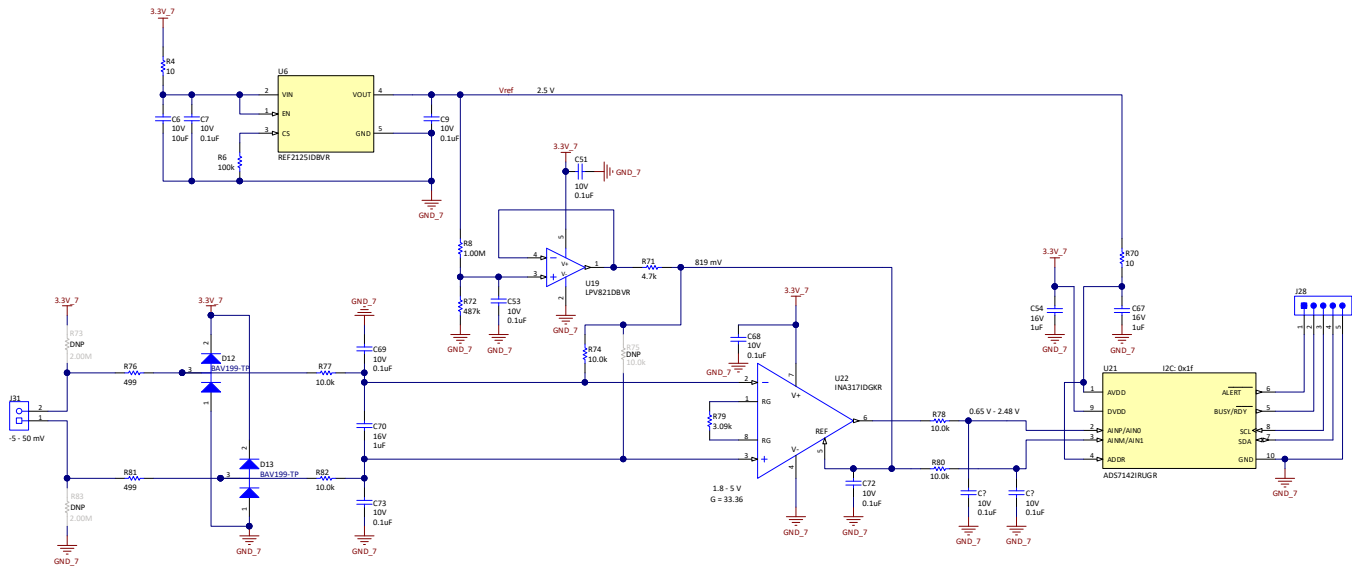 3.3V_7
R4
10
U6
2
VIN
VOUT
4
1
EN
3
CS
GND
5
REF2125IDBVR
C6
10V
10uF
C7
10V
0.1uF
R6
100k
C9
10V
0.1uF
GND_7
Vref
2.5 V
3.3V_7
C51
10V
0.1uF
GND_7
R8
1.00M
R72
487k
GND_7
C53
10V
0.1uF
GND_7
4
3
5
V+
V-
1
2
U19
LPV821DBVR
GND_7
R71
4.7k
819 mV
R74
10.0k
R75
DNP
10.0k
3.3V_7
C68
10V
0.1uF
GND_7
U22
INA317IDGKR
7
V+
2
1
RG
8
RG
3
6
REF
5
V-
4
R79
3.09k
1.8 - 5 V
G = 33.36
GND_7
C72
10V
0.1uF
GND_7
R78
10.0k
R80
10.0k
0.65 V - 2.48 V
C?
10V
0.1uF
GND_7
C?
10V
0.1uF
GND_7
3.3V_7
C54
16V
1uF
GND_7
R70
10
C67
16V
1uF
GND_7
J28
1
2
3
4
5
U21
I2C: 0x1f
1
AVDD
9
DVDD
2
AINP/AIN0
3
AINM/AIN1
4
ADDR
ALERT
6
BUSY/RDY
5
SCL
8
SDA
7
GND
10
ADS7142IRUGR
GND_7
3.3V_7
R73
DNP
2.00M
R76
499
J31
2
1
-5 - 50 mV
R81
499
R83
DNP
2.00M
GND_7
3.3V_7
2
D12
3
BAV199-TP
1
2
D13
3
BAV199-TP
1
GND_7
R77
10.0k
R82
10.0k
GND_7
C69
10V
0.1uF
C70
16V
1uF
C73
10V
0.1uF
GND_7